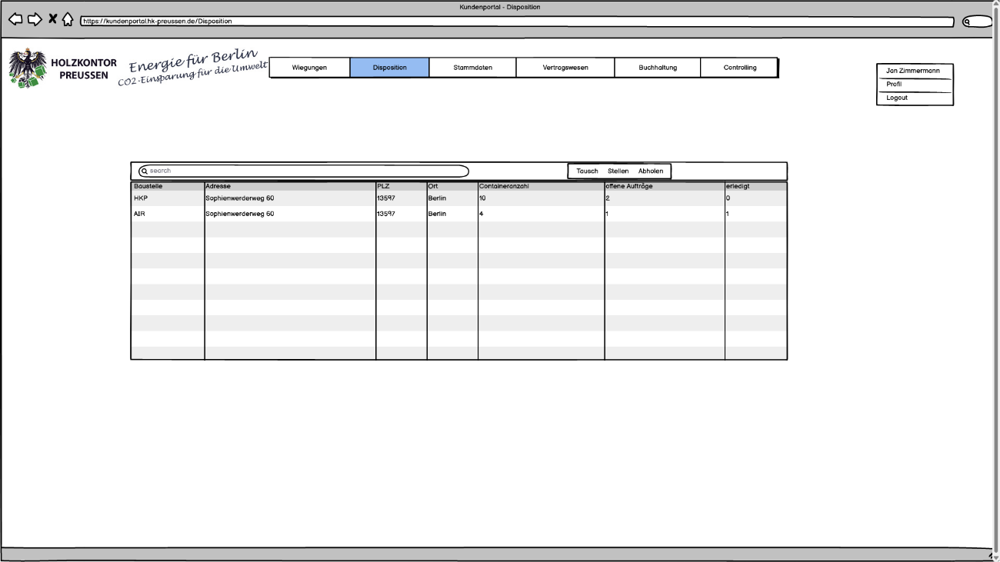 Kundenportal - Disposition
https://kundenportal.hk-preussen.de/Disposition
HOLZKONTOR
PREUSSEN
Energie für Berlin
CO2-Einsparung für die Umwelt
Wiegungen Disposition Stammdaten Vertragswesen Buchhaltung Controlling
Jan Zimmermann
Profil
Logout
search Tausch Stellen Abholen
Baustelle Adresse PLZ Ort Containeranzahl offene Aufträge erledigt
HKP Sophienwerderweg 60 13597 Berlin 10 2 0
AIR Sophienwerderweg 60 13597 Berlin 4 1 1